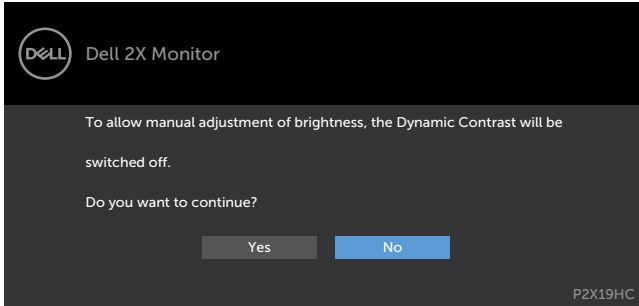 DELL
Dell 2X Monitor
To allow manual adjustment of brightness, the Dynamic Contrast will be
switched off.
Do you want to continue?
Yes
No
P2X19HC